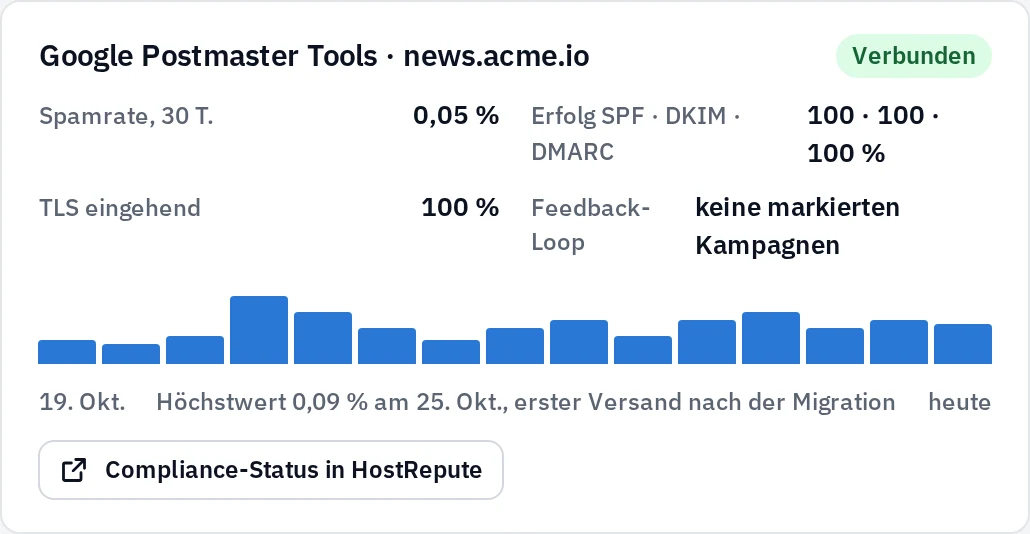 Google Postmaster Tools · news.acme.io
Verbunden
Spamrate, 30 T.
0,05 %
Erfolg SPF · DKIM ·
DMARC
100 · 100 ·
100 %
TLS eingehend
100 %
Feedback-
Loop
keine markierten
Kampagnen
19. Okt.
Höchstwert 0,09 % am 25. Okt., erster Versand nach der Migration
heute
Compliance-Status in HostRepute